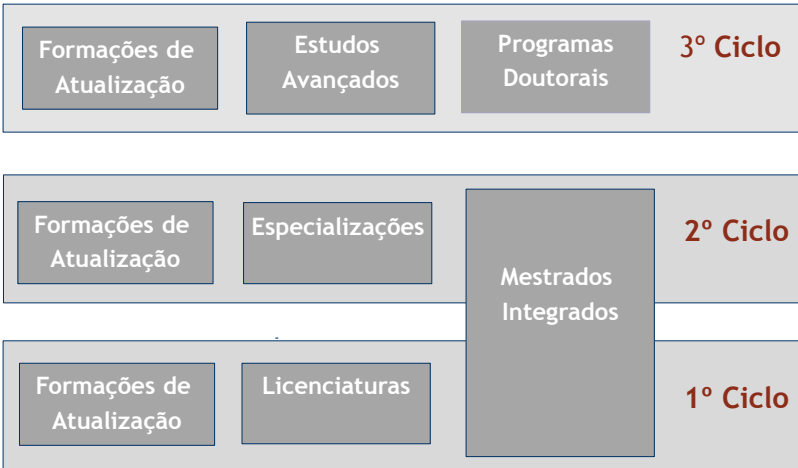 Formações de
Atualização
Estudos
Avançados
Programas
Doutorais
3º Ciclo
Formações de
Atualização
Especializações
2º Ciclo
Mestrados
Integrados
Formações de
Atualização
Licenciaturas
1º Ciclo